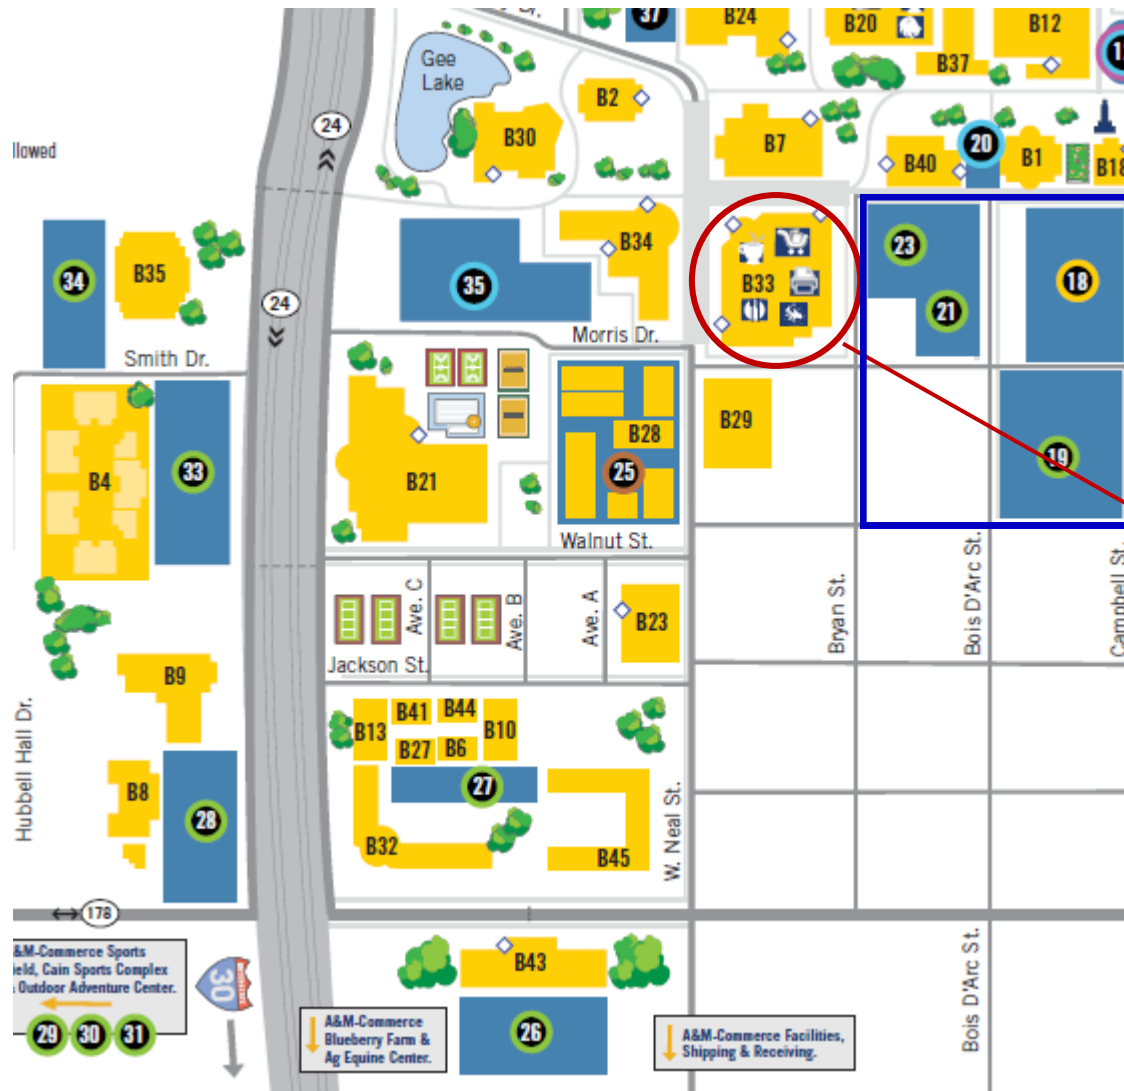 Dr.
37
B24
B20
B12
B37
Gee
Lake
B2
24
B30
B7
20
B40
B1
B18
llowed
34
B35
24
35
B34
B33
23
21
18
Morris Dr.
Smith Dr.
B29
B28
19
B4
33
B21
25
Walnut St.
Ave. C
Ave. B
Ave. A
B23
Bryan St.
Bois D'Arc St.
Campbell St.
Jackson St.
B9
Hubbell Hall Dr.
B13
B41
B44
B10
B27
B6
27
B8
28
B32
B45
W. Neal St.
178
&M-Commerce Sports
ield, Cain Sports Complex
Outdoor Adventure Center.
29
30
31
30
B43
26
A&M-Commerce
Blueberry Farm &
Ag Equine Center.
A&M-Commerce Facilities,
Shipping & Receiving.
Bois D'Arc St.